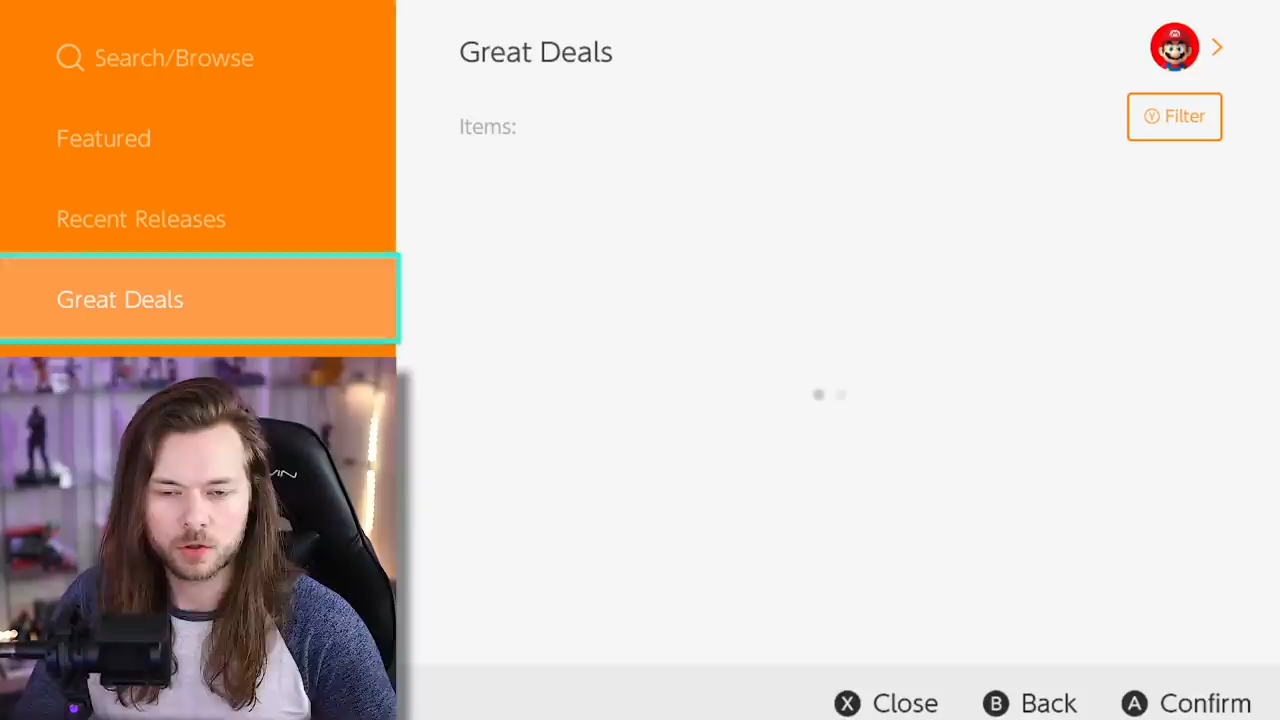 Search/Browse
Featured
Recent Releases
Great Deals
Great Deals
Items:
Y Filter
X Close
B Back
A Confirm